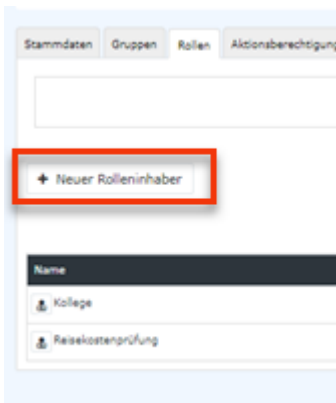 Stammdaten Gruppen Rollen Aktionsberechtigung
+ Neuer Rolleninhaber
Name
Kollege
Reisekostenprüfung